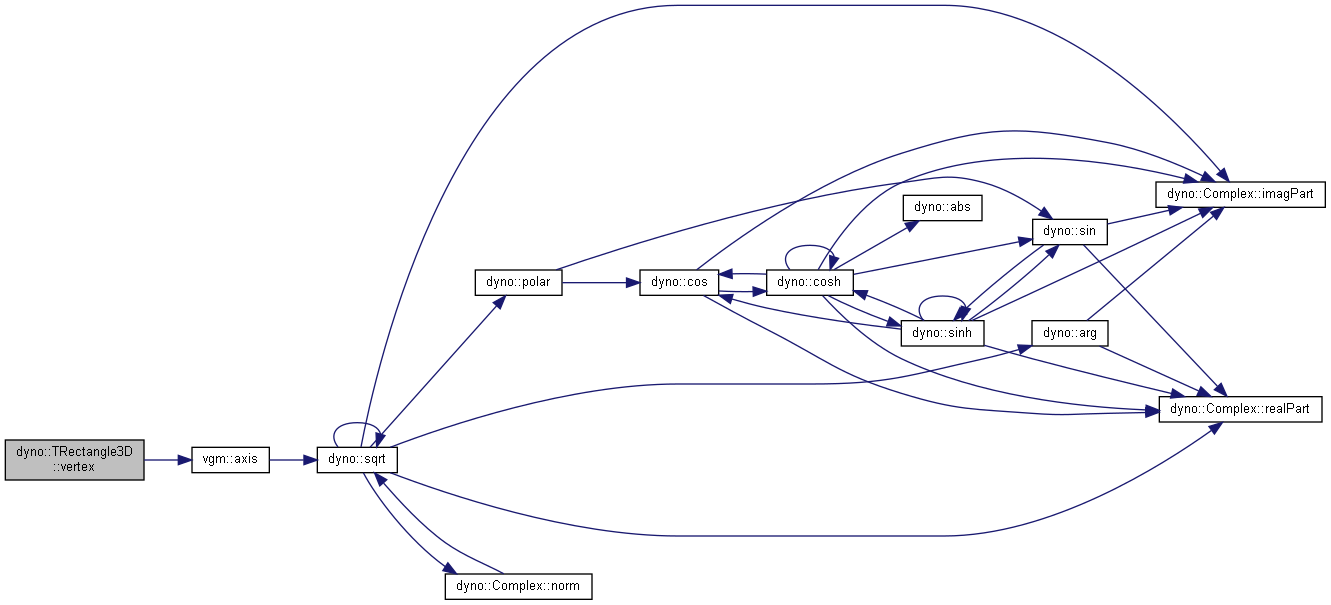 dyno::TRectangle3D
::vertex
vgm::axis
dyno::sqrt
dyno::polar
dyno::Complex::norm
dyno::cos
dyno::cosh
dyno::abs
dyno::sinh
dyno::sin
dyno::arg
dyno::Complex::imagPart
dyno::Complex::realPart